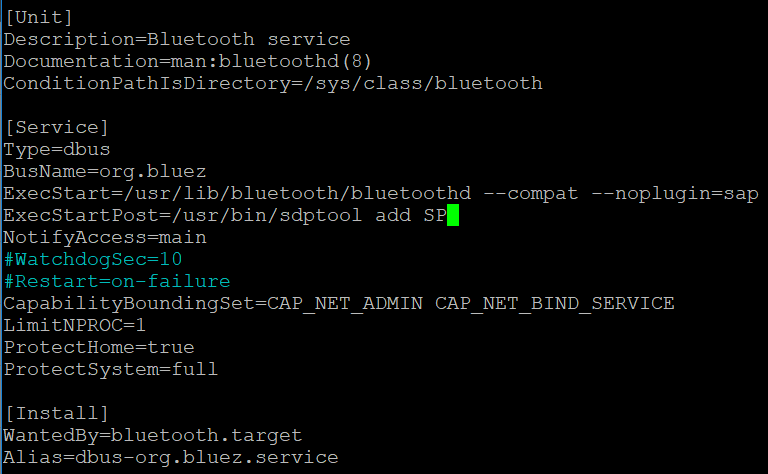 [Unit]
Description=Bluetooth service
Documentation=man:bluetoothd(8)
ConditionPathIsDirectory=/sys/class/bluetooth
[Service]
Type=dbus
BusName=org.bluez
ExecStart=/usr/lib/bluetooth/bluetoothd --compat --noplugin=sap
ExecStartPost=/usr/bin/sdptool add SP
NotifyAccess=main
#WatchdogSec=10
#Restart=on-failure
CapabilityBoundingSet=CAP_NET_ADMIN CAP_NET_BIND_SERVICE
LimitNPROC=1
ProtectHome=true
ProtectSystem=full
[Install]
WantedBy=bluetooth.target
Alias=dbus-org.bluez.service